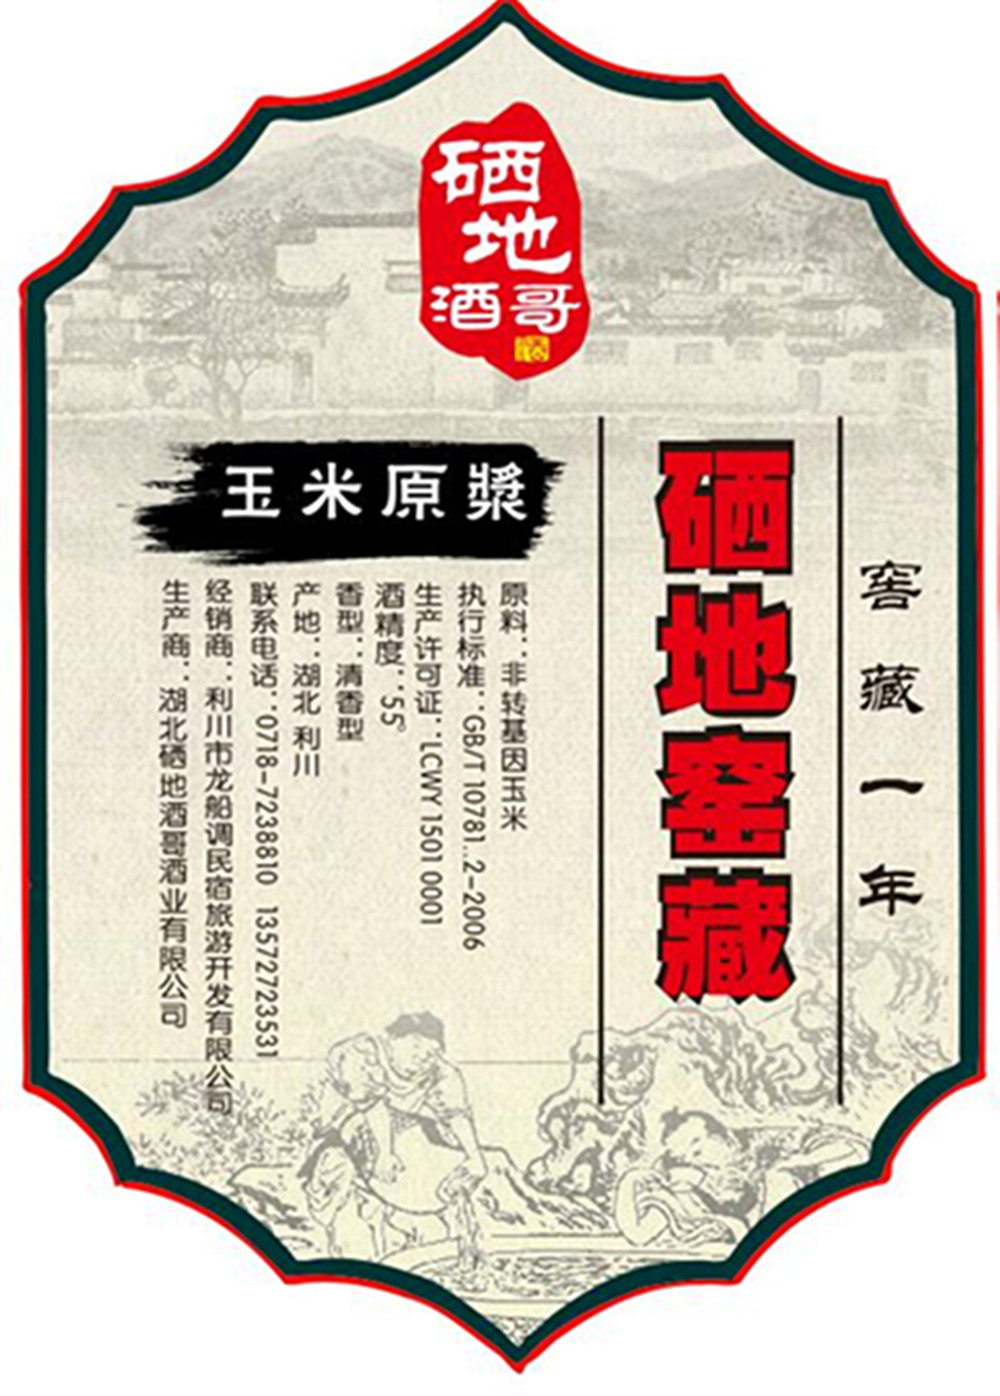 硒
地
酒哥
窖藏一年
硒地窑藏
玉米原漿
原料：非转基因玉米
执行标准：GB/T 10781..2-2006
生产许可证：LCWY 1501 0001
酒精度：55°
香型：清香型
产地：湖北 利川
联系电话：0718-7238810 13572723531
经销商：利川市龙船调民宿旅游开发有限公司
生产商：湖北硒地酒哥酒业有限公司